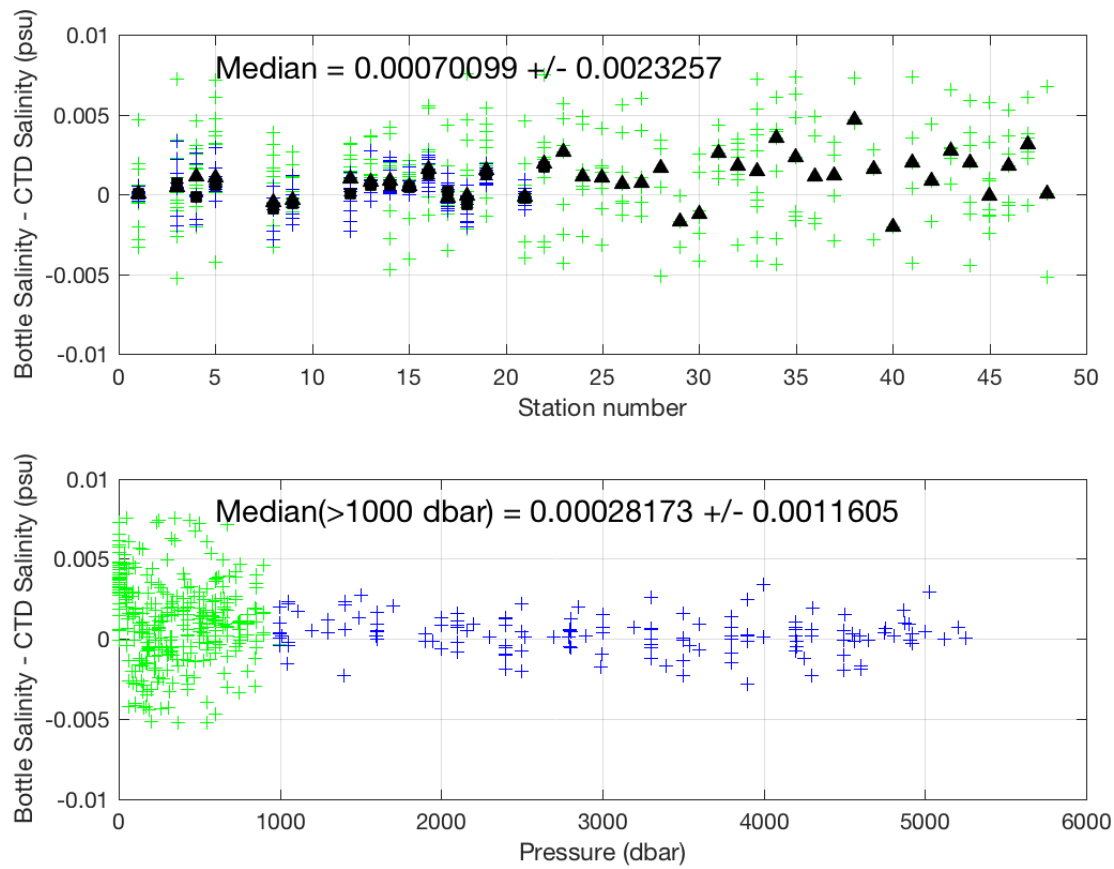 Bottle Salinity - CTD Salinity (psu)
0.01
0.005
0
-0.005
-0.01
Median = 0.00070099 +/- 0.0023257
0 5 10 15 20 25 30 35 40 45 50
Station number
Bottle Salinity - CTD Salinity (psu)
0.01
0.005
0
-0.005
-0.01
Median(>1000 dbar) = 0.00028173 +/- 0.0011605
0 1000 2000 3000 4000 5000 6000
Pressure (dbar)